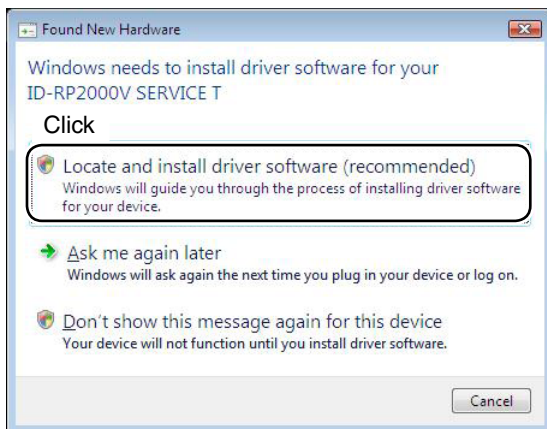 Found New Hardware
Windows needs to install driver software for your
ID-RP2000V SERVICE T
Click
Locate and install driver software (recommended)
Windows will guide you through the process of installing driver software
for your device.
Ask me again later
Windows will ask again the next time you plug in your device or log on.
Don't show this message again for this device
Your device will not function until you install driver software.
Cancel